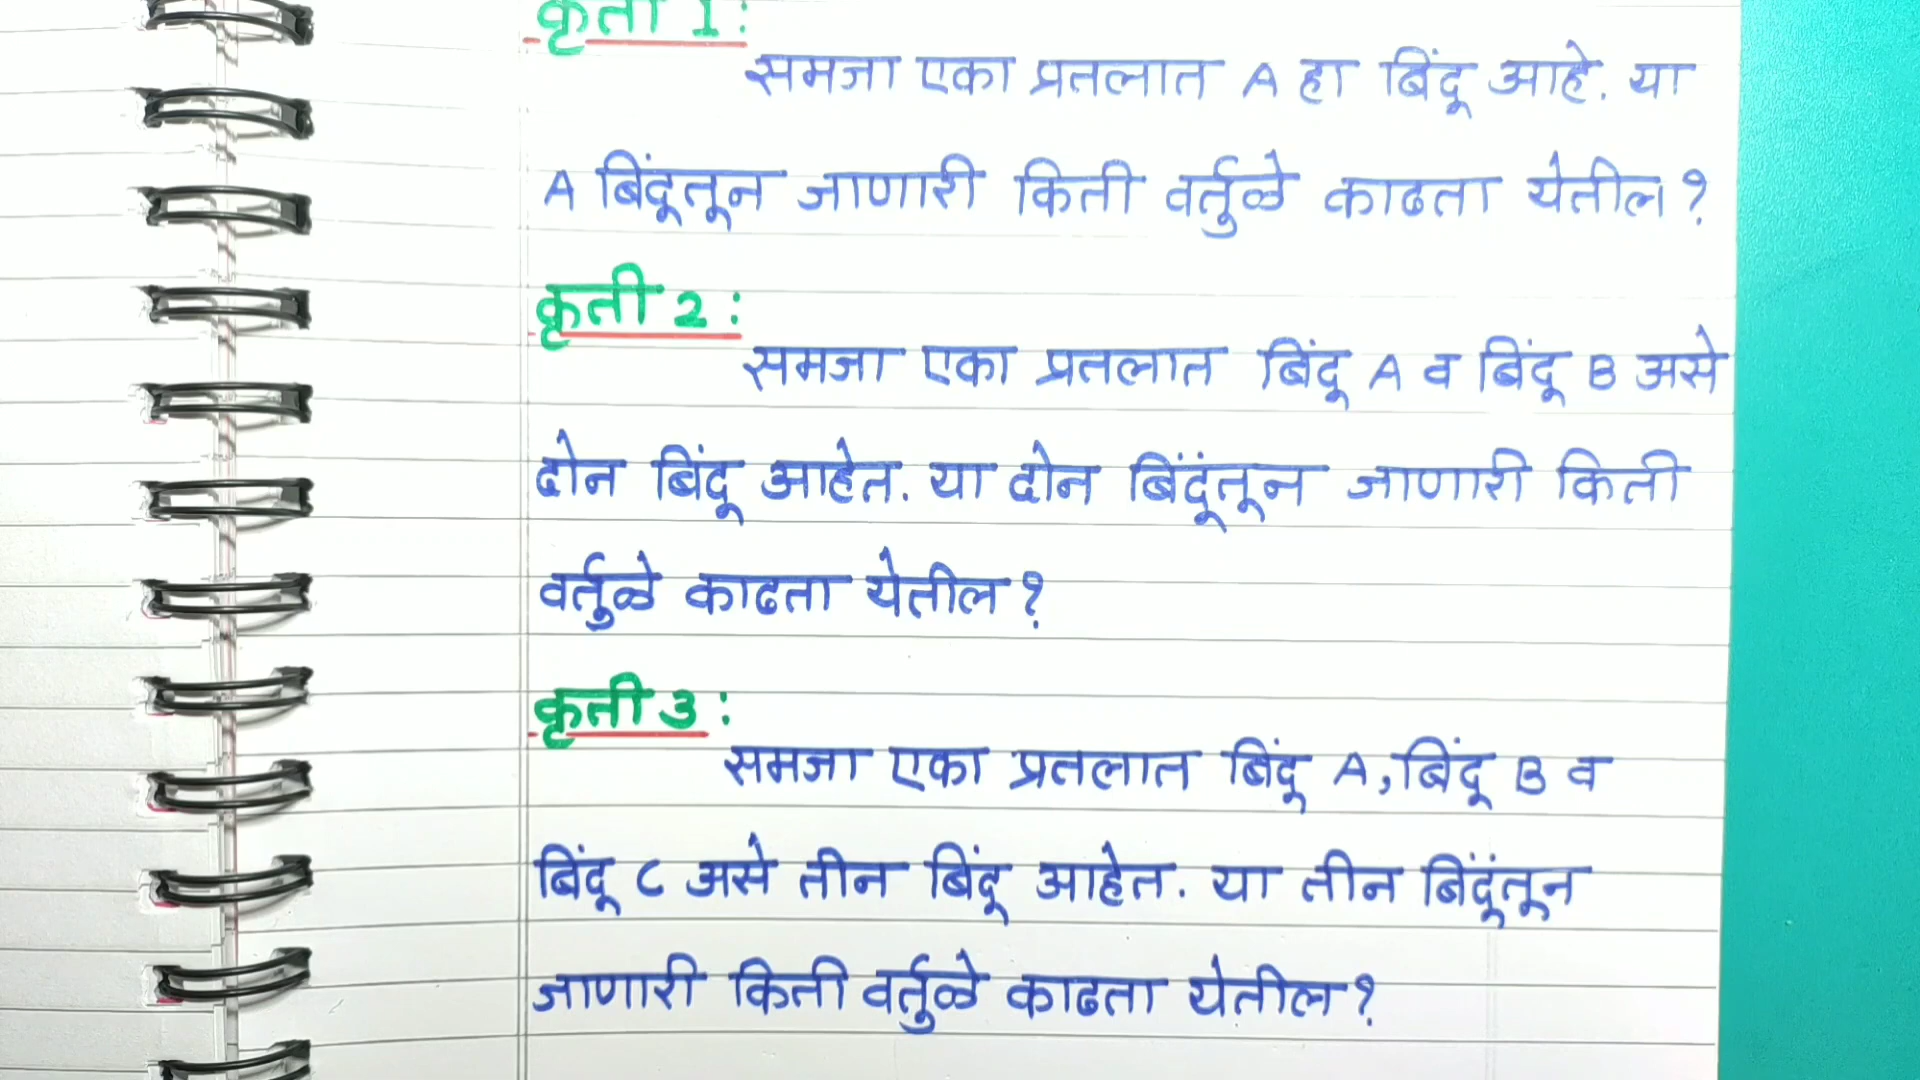 कृती 1:
समजा एका प्रतलात A हा बिंदू आहे. या
A बिंदूतून जाणारी किती वर्तुळे काढता येतील?
कृती 2:
समजा एका प्रतलात बिंदू A व बिंदू B असे
दोन बिंदू आहेत. या दोन बिंदूंतून जाणारी किती
वर्तुळे काढता येतील?
कृती 3:
समजा एका प्रतलात बिंदू A, बिंदू B व
बिंदू C असे तीन बिंदू आहेत. या तीन बिंदूंतून
जाणारी किती वर्तुळे काढता येतील?